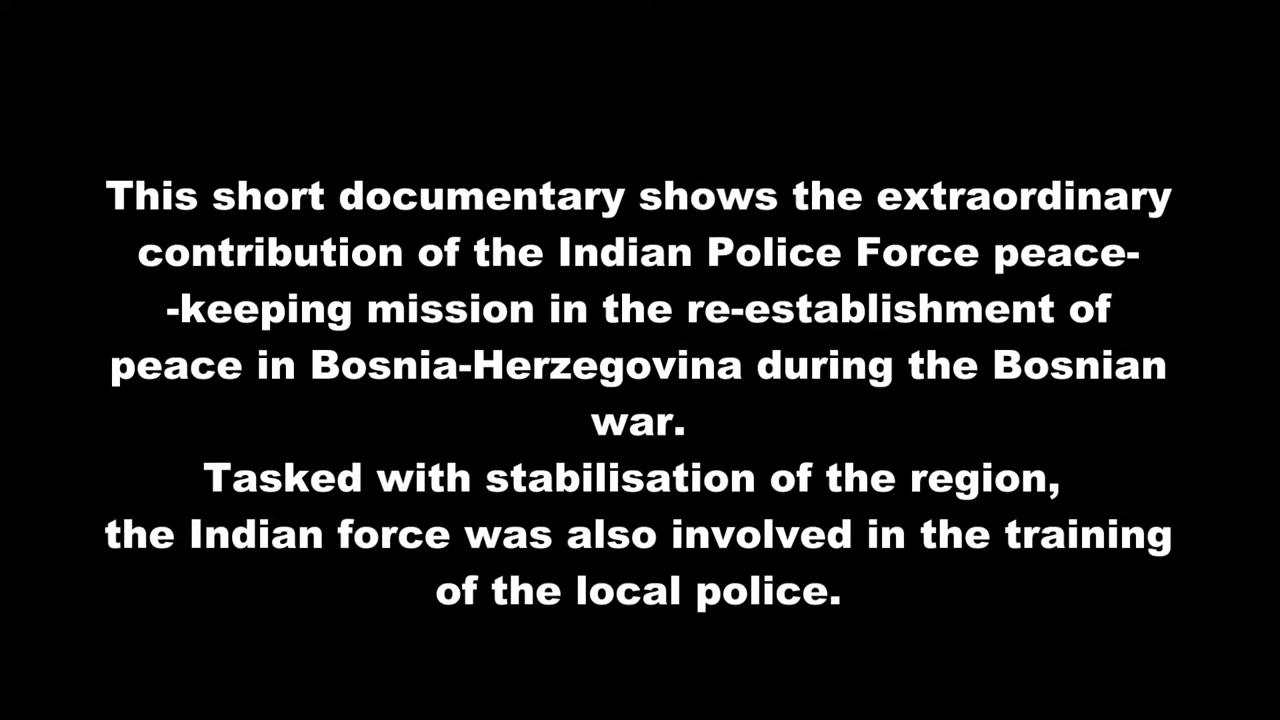 This short documentary shows the extraordinary
contribution of the Indian Police Force peace-
-keeping mission in the re-establishment of
peace in Bosnia-Herzegovina during the Bosnian
war.
Tasked with stabilisation of the region,
the Indian force was also involved in the training
of the local police.